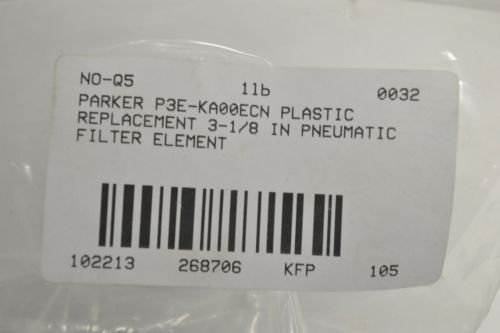 NO-Q5 1lb 0032
PARKER P3E-KA00ECN PLASTIC
REPLACEMENT 3-1/8 IN PNEUMATIC
FILTER ELEMENT
102213 268706 KFP 105